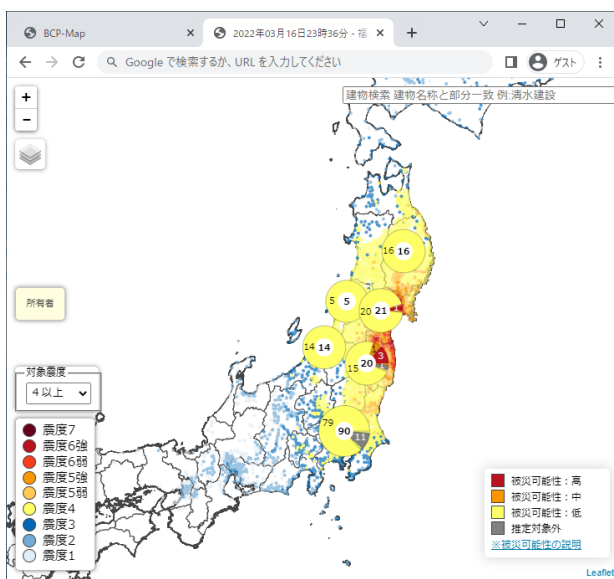 BCP-Map
2022年03月16日23時36分 - 福
Google で検索するか、URL を入力してください
ゲスト
+
−
建物検索 建物名称と部分一致 例:清水建設
16 16
5 5
20 21 1
14 14
15 20 3
79 90 11
所有者
対象震度
4以上
震度7
震度6強
震度6弱
震度5強
震度5弱
震度4
震度3
震度2
震度1
被災可能性：高
被災可能性：中
被災可能性：低
推定対象外
※被災可能性の説明
Leaflet